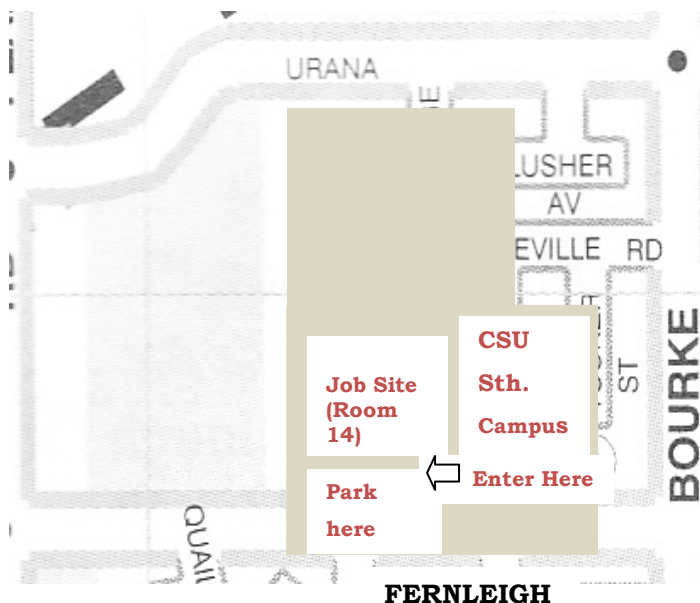 URANA
LUSHER
AV
EVILLE RD
CSU
Sth.
Campus
Job Site
(Room
14)
ST
BOURKE
Enter Here
Park
here
QUAIL
FERNLEIGH